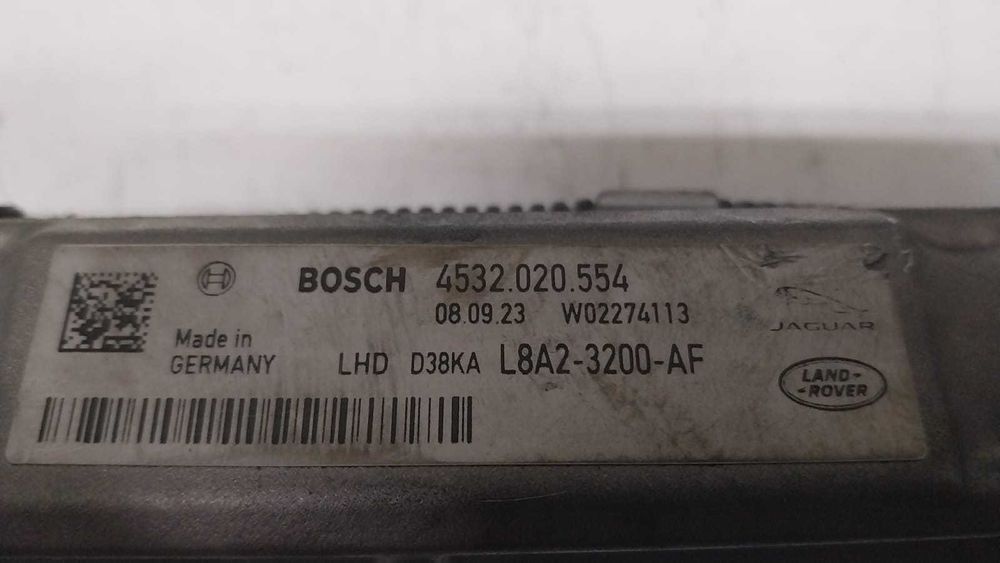 BOSCH 4532.020.554
08.09.23 W02274113
Made in
GERMANY
LHD D38KA L8A2-3200-AF
JAGUAR
LAND-
-ROVER